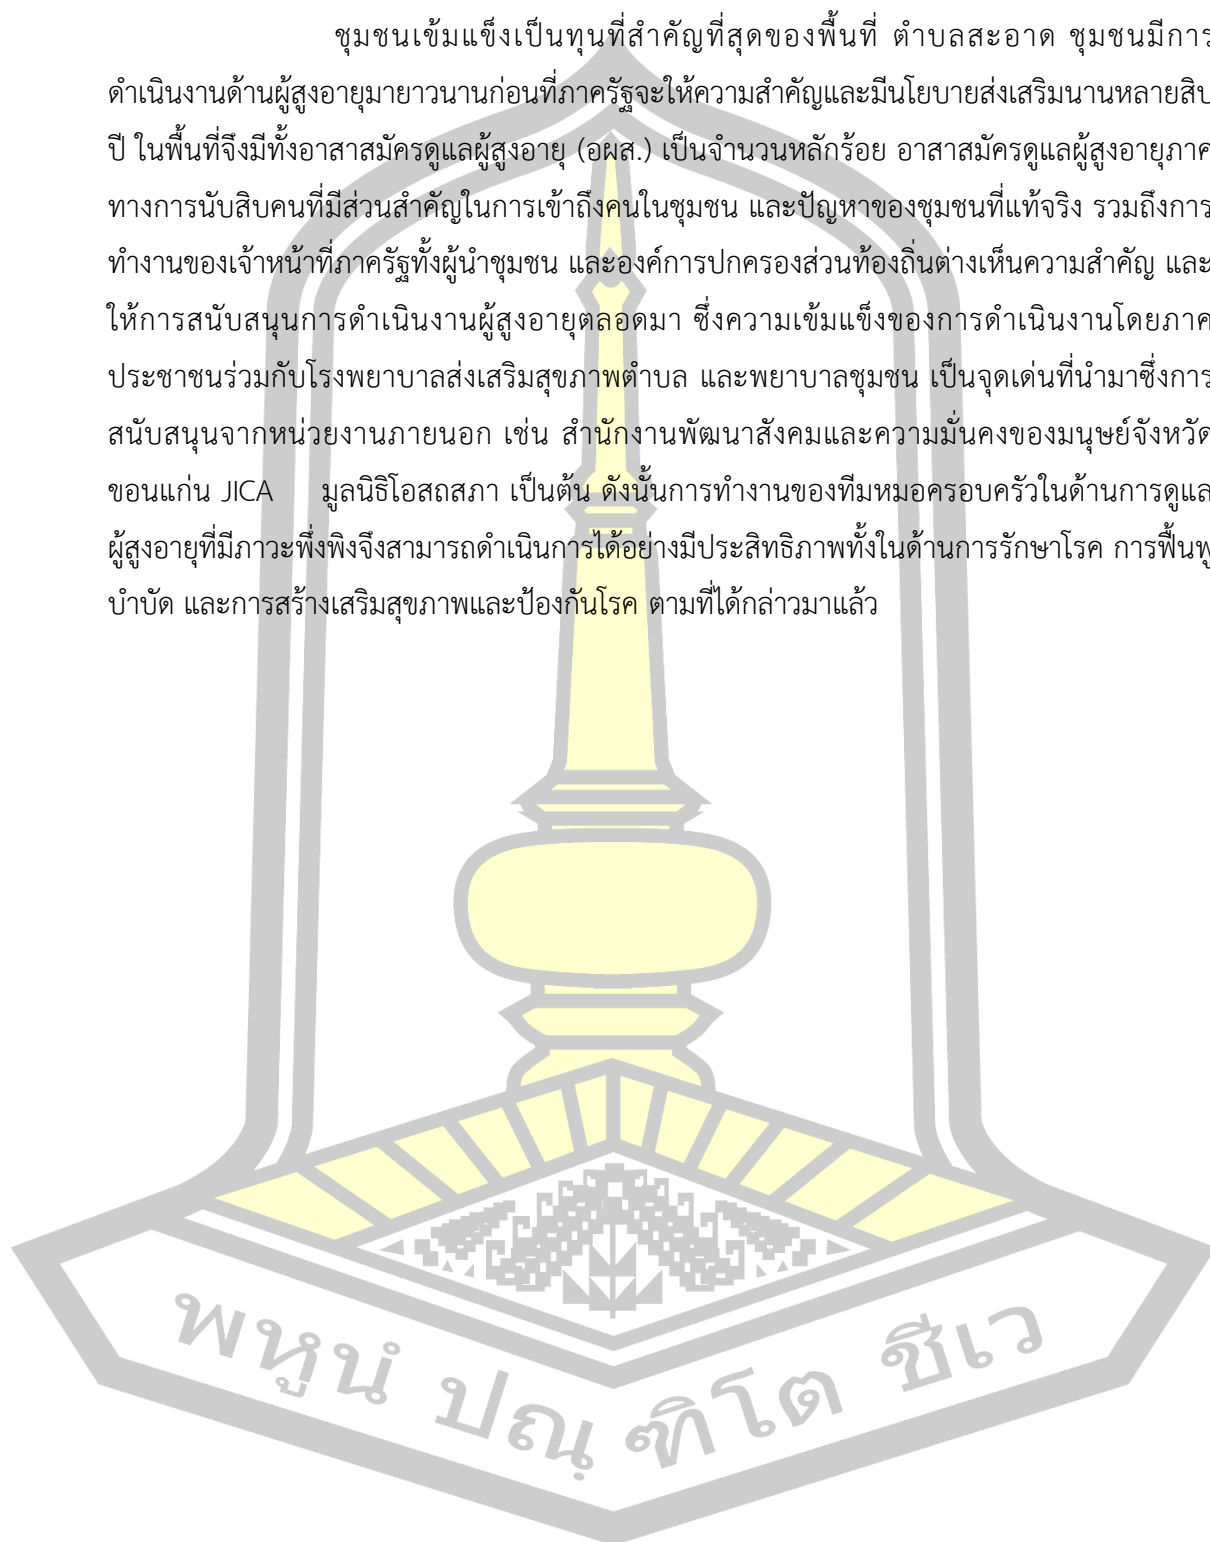 ชุมชนเข้มแข็งเป็นทุนที่สำคัญที่สุดของพื้นที่ ตำบลสะอาด ชุมชนมีการ
ดำเนินงานด้านผู้สูงอายุมายาวนานก่อนที่ภาครัฐจะให้ความสำคัญและมีนโยบายส่งเสริมนานหลายสิบ
ปี ในพื้นที่จึงมีทั้งอาสาสมัครดูแลผู้สูงอายุ (อผส.) เป็นจำนวนหลักร้อย อาสาสมัครดูแลผู้สูงอายุภาค
ทางการนับสิบคนที่มีส่วนสำคัญในการเข้าถึงคนในชุมชน และปัญหาของชุมชนที่แท้จริง รวมถึงการ
ทำงานของเจ้าหน้าที่ภาครัฐทั้งผู้นำชุมชน และองค์การปกครองส่วนท้องถิ่นต่างเห็นความสำคัญ และ
ให้การสนับสนุนการดำเนินงานผู้สูงอายุตลอดมา ซึ่งความเข้มแข็งของการดำเนินงานโดยภาค
ประชาชนร่วมกับโรงพยาบาลส่งเสริมสุขภาพตำบล และพยาบาลชุมชน เป็นจุดเด่นที่นำมาซึ่งการ
สนับสนุนจากหน่วยงานภายนอก เช่น สำนักงานพัฒนาสังคมและความมั่นคงของมนุษย์จังหวัด
ขอนแก่น JICA มูลนิธิโอสถสภา เป็นต้น ดังนั้นการทำงานของทีมหมอครอบครัวในด้านการดูแล
ผู้สูงอายุที่มีภาวะพึ่งพิงจึงสามารถดำเนินการได้อย่างมีประสิทธิภาพทั้งในด้านการรักษาโรค การฟื้นฟู
บำบัด และการสร้างเสริมสุขภาพและป้องกันโรค ตามที่ได้กล่าวมาแล้ว
พหูนํ ปณฺฑิโต ชีเว